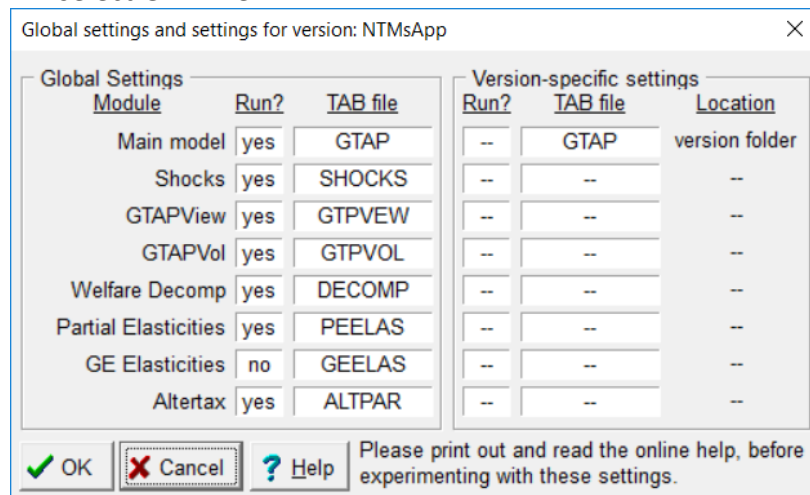 Global settings and settings for version: NTMsApp
Global Settings
Module Run? TAB file
Main model yes GTAP
Shocks yes SHOCKS
GTAPView yes GTPVEW
GTAPVol yes GTPVOL
Welfare Decomp yes DECOMP
Partial Elasticities yes PEELAS
GE Elasticities no GEELAS
Altertax yes ALTPAR
Version-specific settings
Run? TAB file Location
-- GTAP version folder
-- -- --
-- -- --
-- -- --
-- -- --
-- -- --
-- -- --
-- -- --
OK Cancel Help
Please print out and read the online help, before
experimenting with these settings.